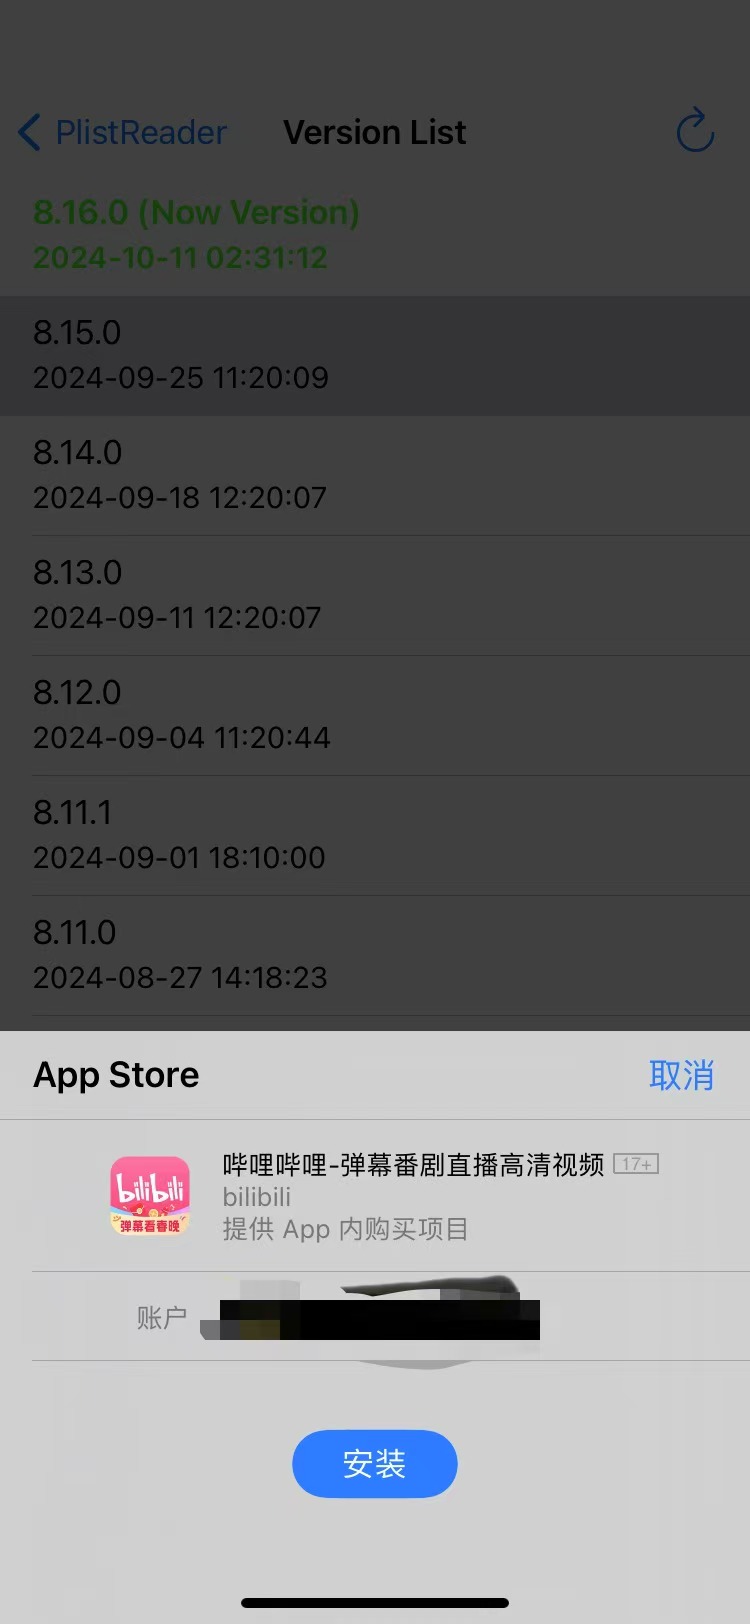 PlistReader
Version List
8.16.0 (Now Version)
2024-10-11 02:31:12
8.15.0
2024-09-25 11:20:09
8.14.0
2024-09-18 12:20:07
8.13.0
2024-09-11 12:20:07
8.12.0
2024-09-04 11:20:44
8.11.1
2024-09-01 18:10:00
8.11.0
2024-08-27 14:18:23
App Store
取消
哔哩哔哩-弹幕番剧直播高清视频 17+
bilibili
bilibili
弹幕看春晚
提供 App 内购买项目
账户
安装